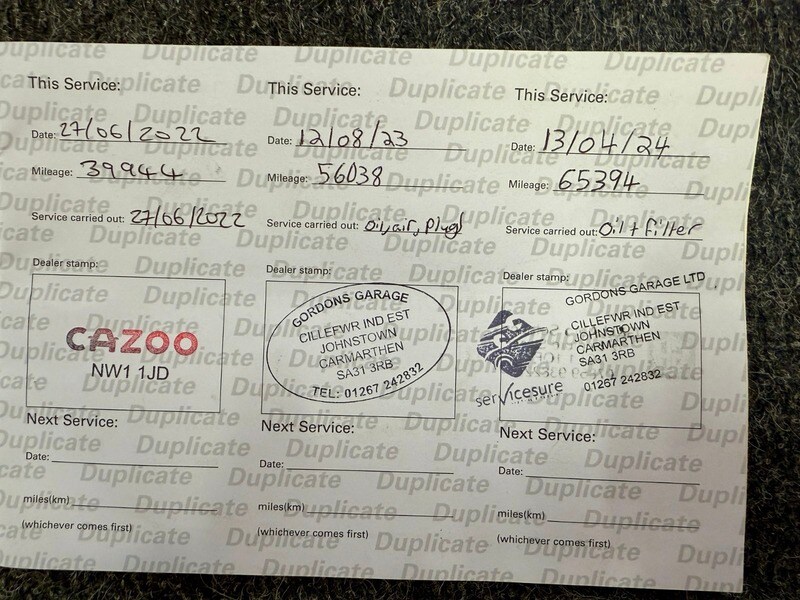 This Service:
Date: 27/06/2022
Mileage: 39944
Service carried out: 27/06/2022
Dealer stamp:
CAZOO
NW1 1JD
Next Service:
Date:
miles(km)
(whichever comes first)
This Service:
Date: 12/08/23
Mileage: 56038
Service carried out: Oil, air, Plug
Dealer stamp:
GORDONS GARAGE
CILLEFWR IND EST
JOHNSTOWN
CARMARTHEN
SA31 3RB
TEL: 01267 242832
Next Service:
Date:
miles(km)
(whichever comes first)
This Service:
Date: 13/04/24
Mileage: 65394
Service carried out: Oil + filter
Dealer stamp:
GORDONS GARAGE LTD
CILLEFWR IND EST
JOHNSTOWN
CARMARTHEN
SA31 3RB
01267 242832
servicesure
Next Service:
Date:
miles(km)
(whichever comes first)
Duplicate